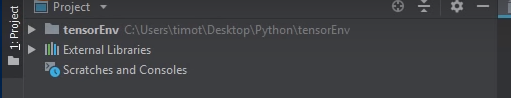 1: Project
Project
tensorEnv C:\Users\timot\Desktop\Python\tensorEnv
External Libraries
Scratches and Consoles